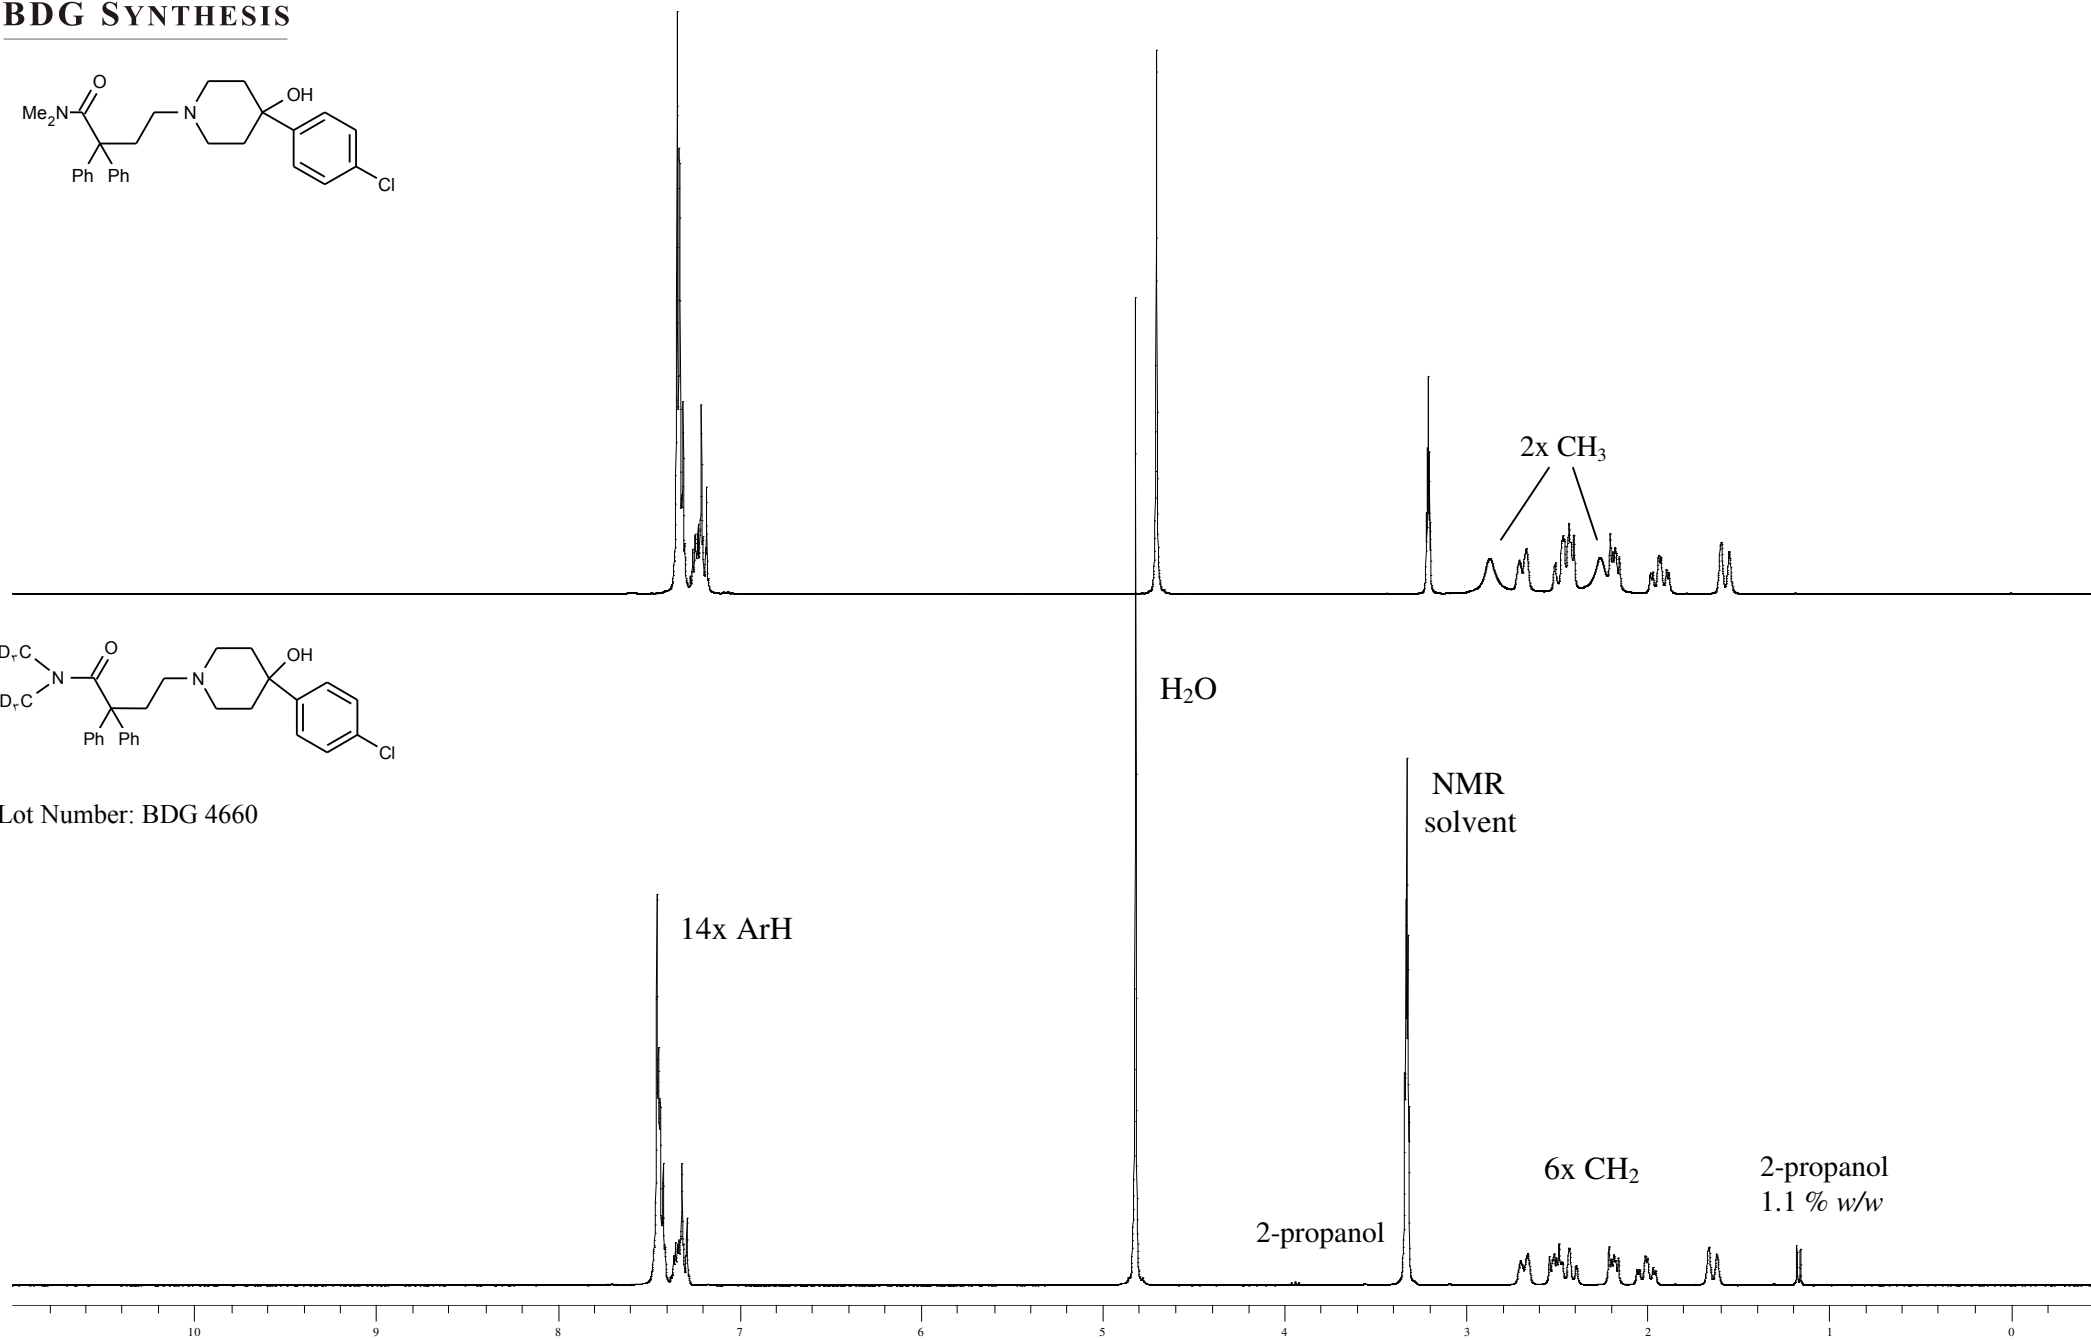 BDG SYNTHESIS
O
Me₂N
N
OH
Ph Ph
Cl
2x CH₃
C
O
N
N
OH
C
Ph Ph
Cl
H₂O
NMR
solvent
Lot Number: BDG 4660
14x ArH
6x CH₂
2-propanol
1.1 % w/w
2-propanol
10 9 8 7 6 5 4 3 2 1 0